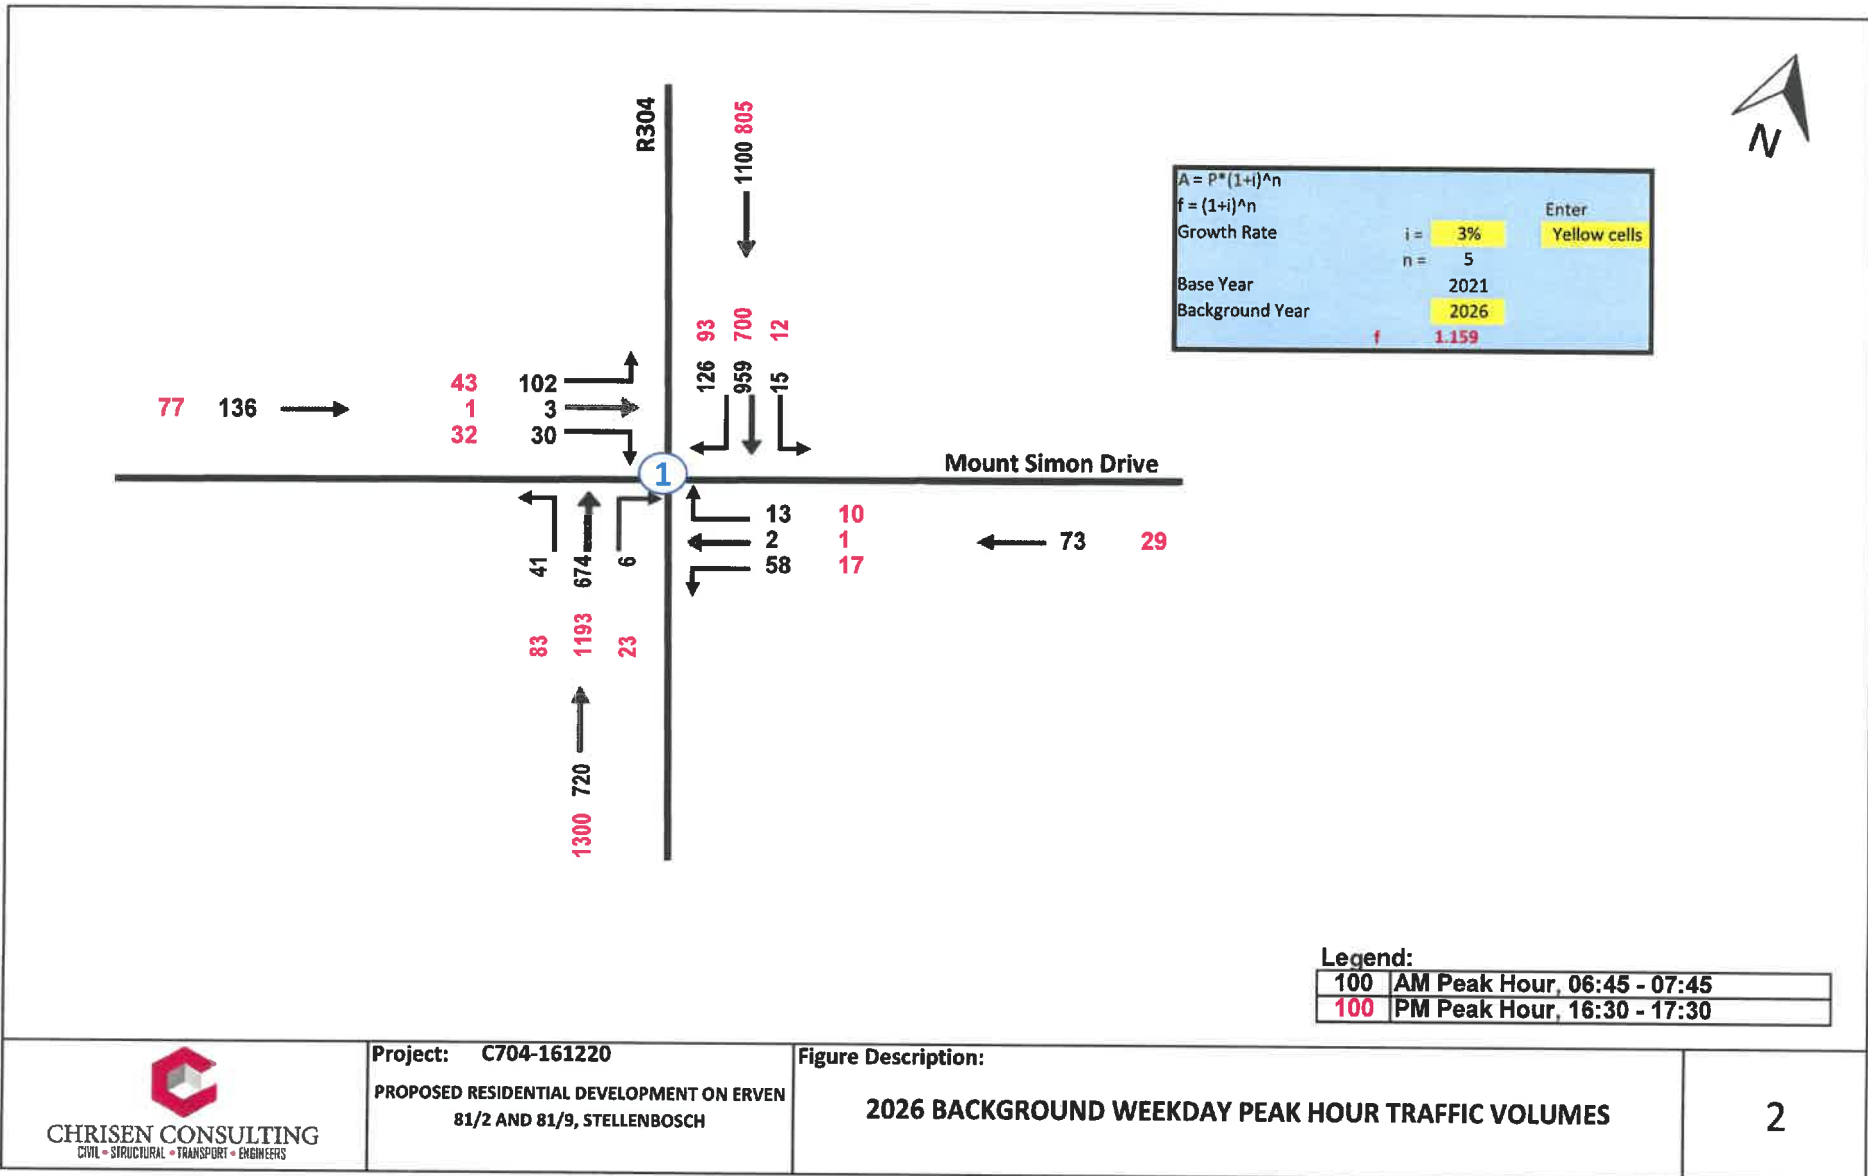 R304
1100 805
N
A = P*(1+i)^n
f = (1+i)^n
Enter
Growth Rate i = 3% Yellow cells
n = 5
Base Year 2021
Background Year 2026
f 1.159
93 700 12
126 959 15
77 136
43 102
1 3
32 30
1
Mount Simon Drive
13 10
2 1
58 17
73 29
41 674 6
83 1193 23
1300 720
Legend:
100 AM Peak Hour, 06:45 - 07:45
100 PM Peak Hour, 16:30 - 17:30
CHRISEN CONSULTING
CIVIL • STRUCTURAL • TRANSPORT • ENGINEERS
Project: C704-161220
PROPOSED RESIDENTIAL DEVELOPMENT ON ERVEN
81/2 AND 81/9, STELLENBOSCH
Figure Description:
2026 BACKGROUND WEEKDAY PEAK HOUR TRAFFIC VOLUMES
2